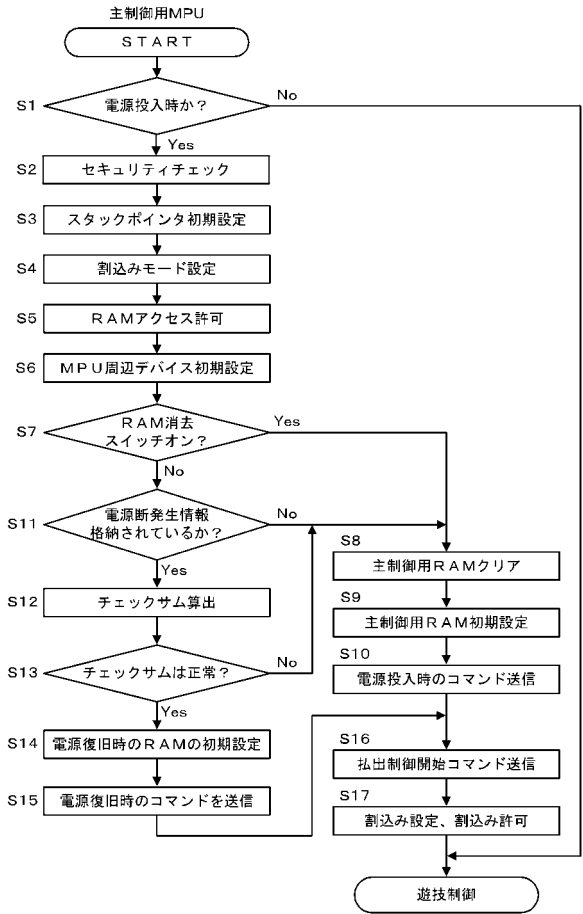 主制御用MPU
START
S1
電源投入時か?
No
Yes
S2
セキュリティチェック
S3
スタックポインタ初期設定
S4
割込みモード設定
S5
RAMアクセス許可
S6
MPU周辺デバイス初期設定
S7
RAM消去
スイッチオン?
Yes
No
S11
電源断発生情報
格納されているか?
No
Yes
S8
主制御用RAMクリア
S12
チェックサム算出
S9
主制御用RAM初期設定
S13
チェックサムは正常?
No
Yes
S10
電源投入時のコマンド送信
S14
電源復旧時のRAMの初期設定
S16
払出制御開始コマンド送信
S15
電源復旧時のコマンドを送信
S17
割込み設定、割込み許可
遊技制御